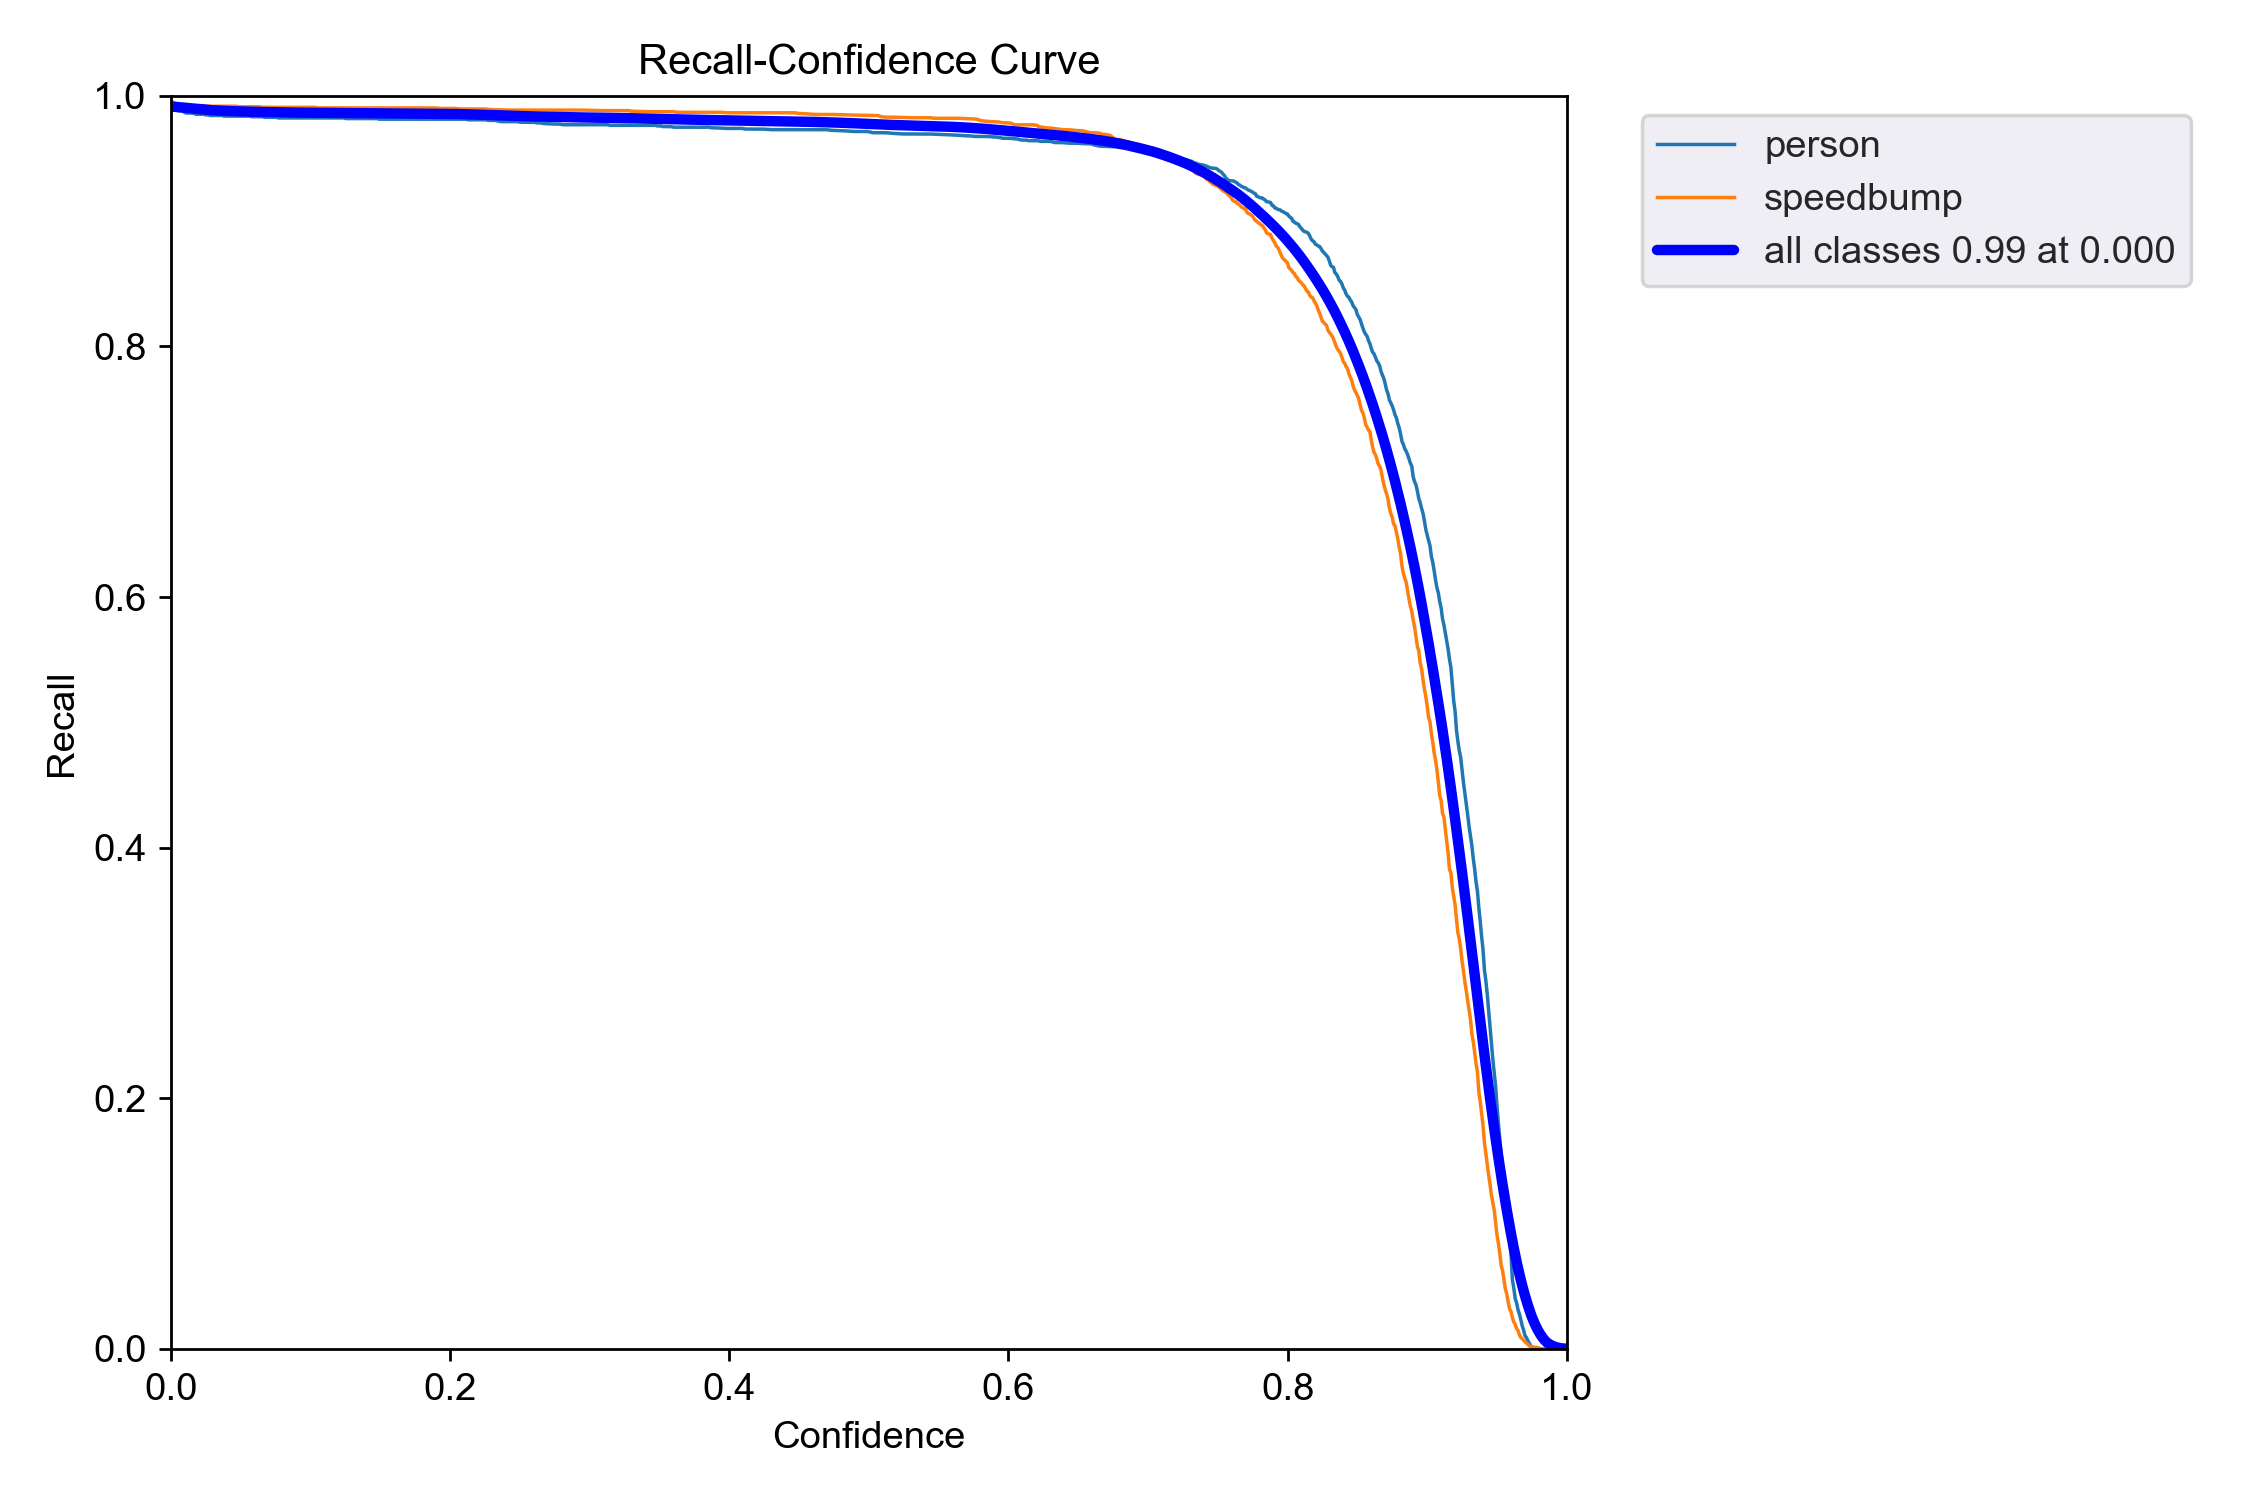 Recall-Confidence Curve
1.0
0.8
0.6
0.4
0.2
0.0
Recall
0.0 0.2 0.4 0.6 0.8 1.0
Confidence
person
speedbump
all classes 0.99 at 0.000